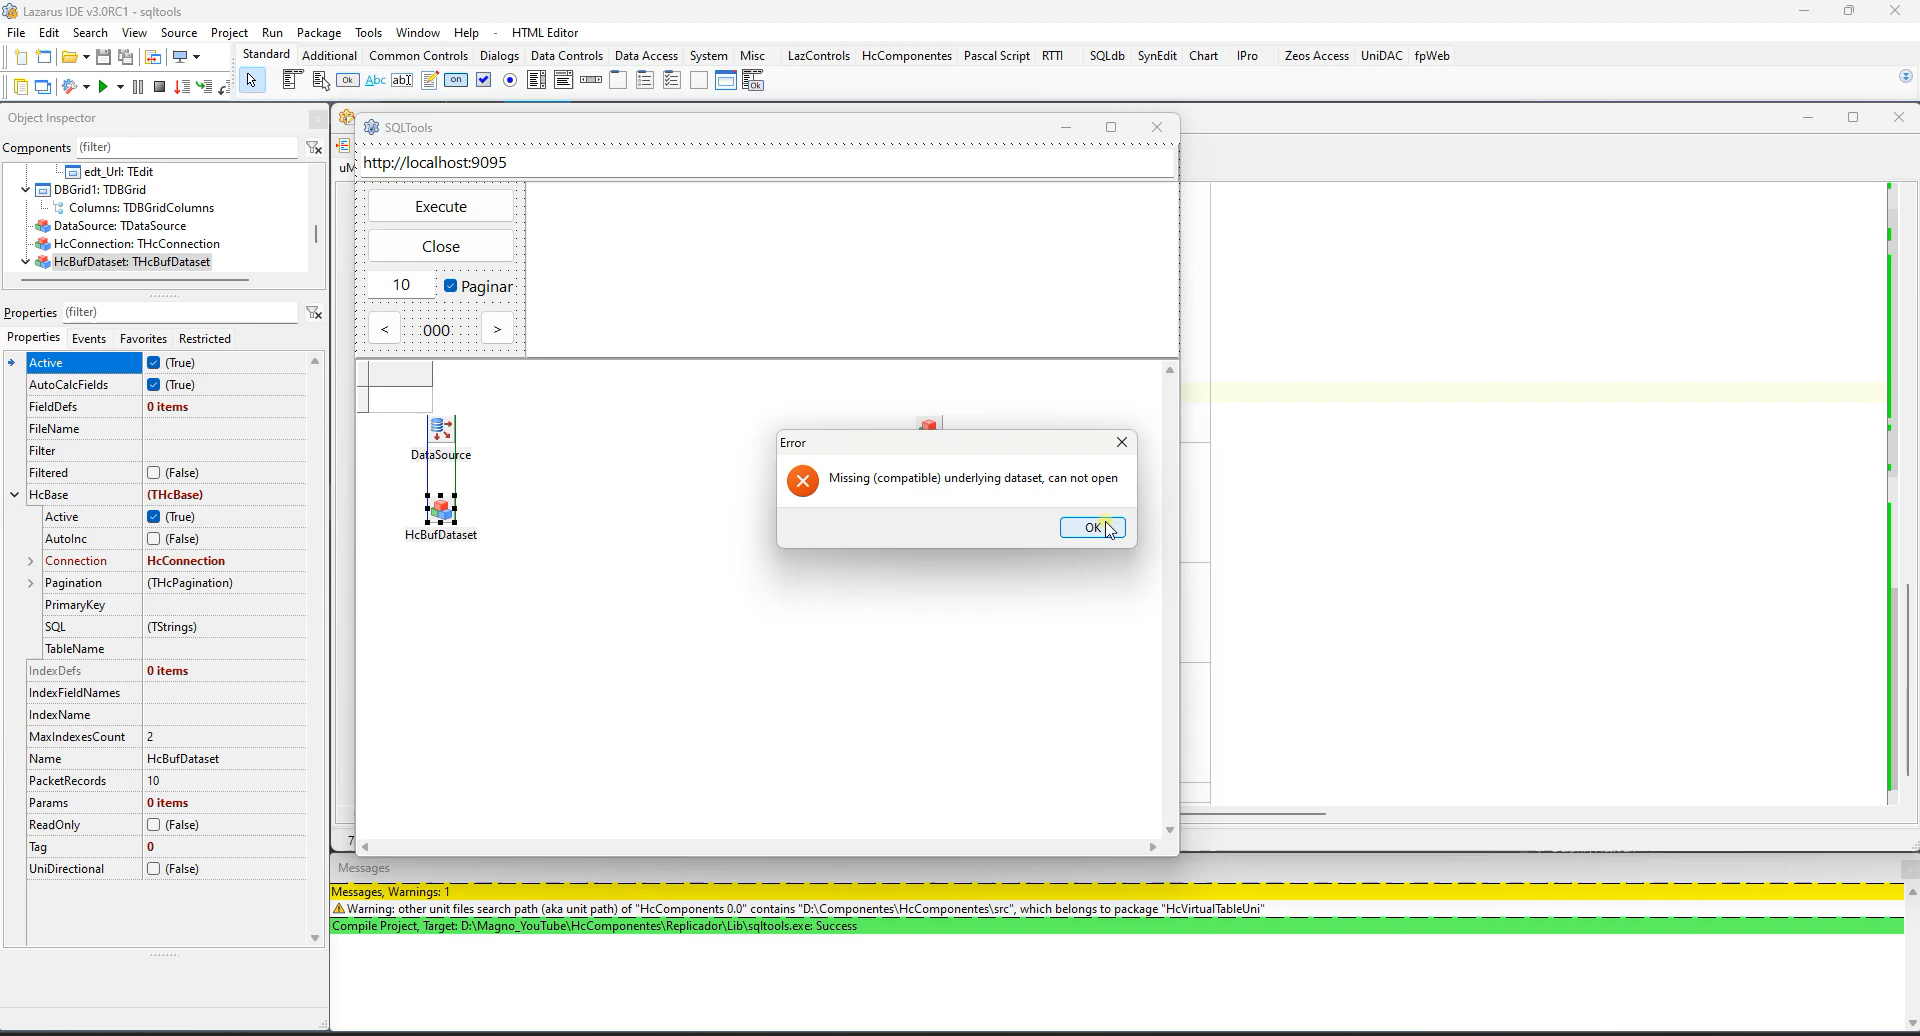 Lazarus IDE v3.0RC1 - sqltools
File Edit Search View Source Project Run Package Tools Window Help - HTML Editor
Standard Additional Common Controls Dialogs Data Controls Data Access System Misc LazControls HcComponentes Pascal Script RTTI SQLdb SynEdit Chart IPro Zeos Access UniDAC fpWeb
Ok Abc ab on Ok
Object Inspector
Components (filter)
edt_Url: TEdit
DBGrid1: TDBGrid
Columns: TDBGridColumns
DataSource: TDataSource
HcConnection: THcConnection
HcBufDataset: THcBufDataset
Properties (filter)
Properties Events Favorites Restricted
Active (True)
AutoCalcFields (True)
FieldDefs 0 items
FileName
Filter
Filtered (False)
HcBase (THcBase)
Active (True)
AutoInc (False)
Connection HcConnection
Pagination (THcPagination)
PrimaryKey
SQL (TStrings)
TableName
IndexDefs 0 items
IndexFieldNames
IndexName
MaxIndexesCount 2
Name HcBufDataset
PacketRecords 10
Params 0 items
ReadOnly (False)
Tag 0
UniDirectional (False)
SQLTools
http://localhost:9095
Execute
Close
10 Paginar
< 000 >
DataSource
HcBufDataset
Error
Missing (compatible) underlying dataset, can not open
OK
uM
7
Messages
Messages, Warnings: 1
Warning: other unit files search path (aka unit path) of "HcComponents 0.0" contains "D:\Componentes\HcComponentes\src", which belongs to package "HcVirtualTableUni"
Compile Project, Target: D:\Magno_YouTube\HcComponentes\Replicador\Lib\sqltools.exe: Success